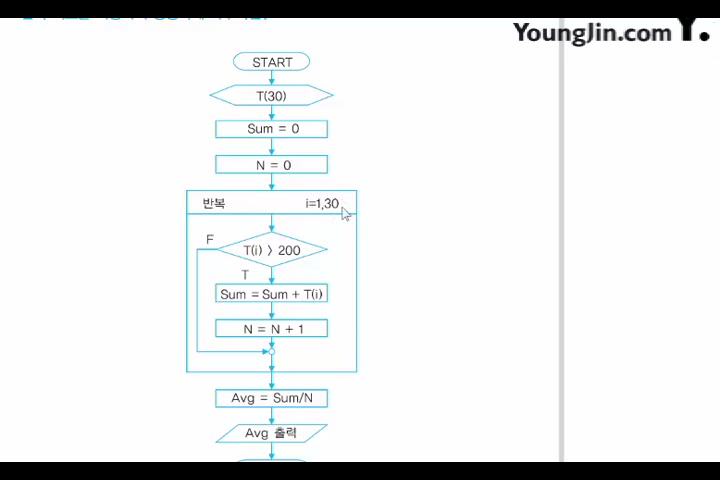 YoungJin.com Y.
START
T(30)
Sum = 0
N = 0
반복 i=1,30
F
T(i) > 200
T
Sum = Sum + T(i)
N = N + 1
Avg = Sum/N
Avg 출력